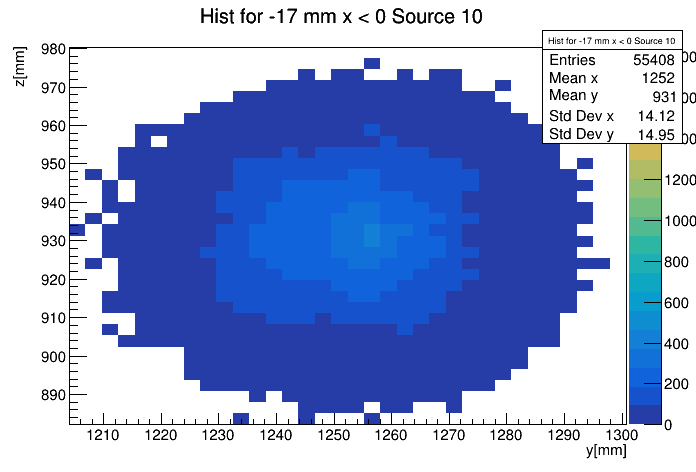 Hist for -17 mm x < 0 Source 10
z[mm]
980
970
960
950
940
930
920
910
900
890
1210 1220 1230 1240 1250 1260 1270 1280 1290 1300
y[mm]
Hist for -17 mm x < 0 Source 10
Entries 55408
Mean x 1252
Mean y 931
Std Dev x 14.12
Std Dev y 14.95
1200
1000
800
600
400
200
0